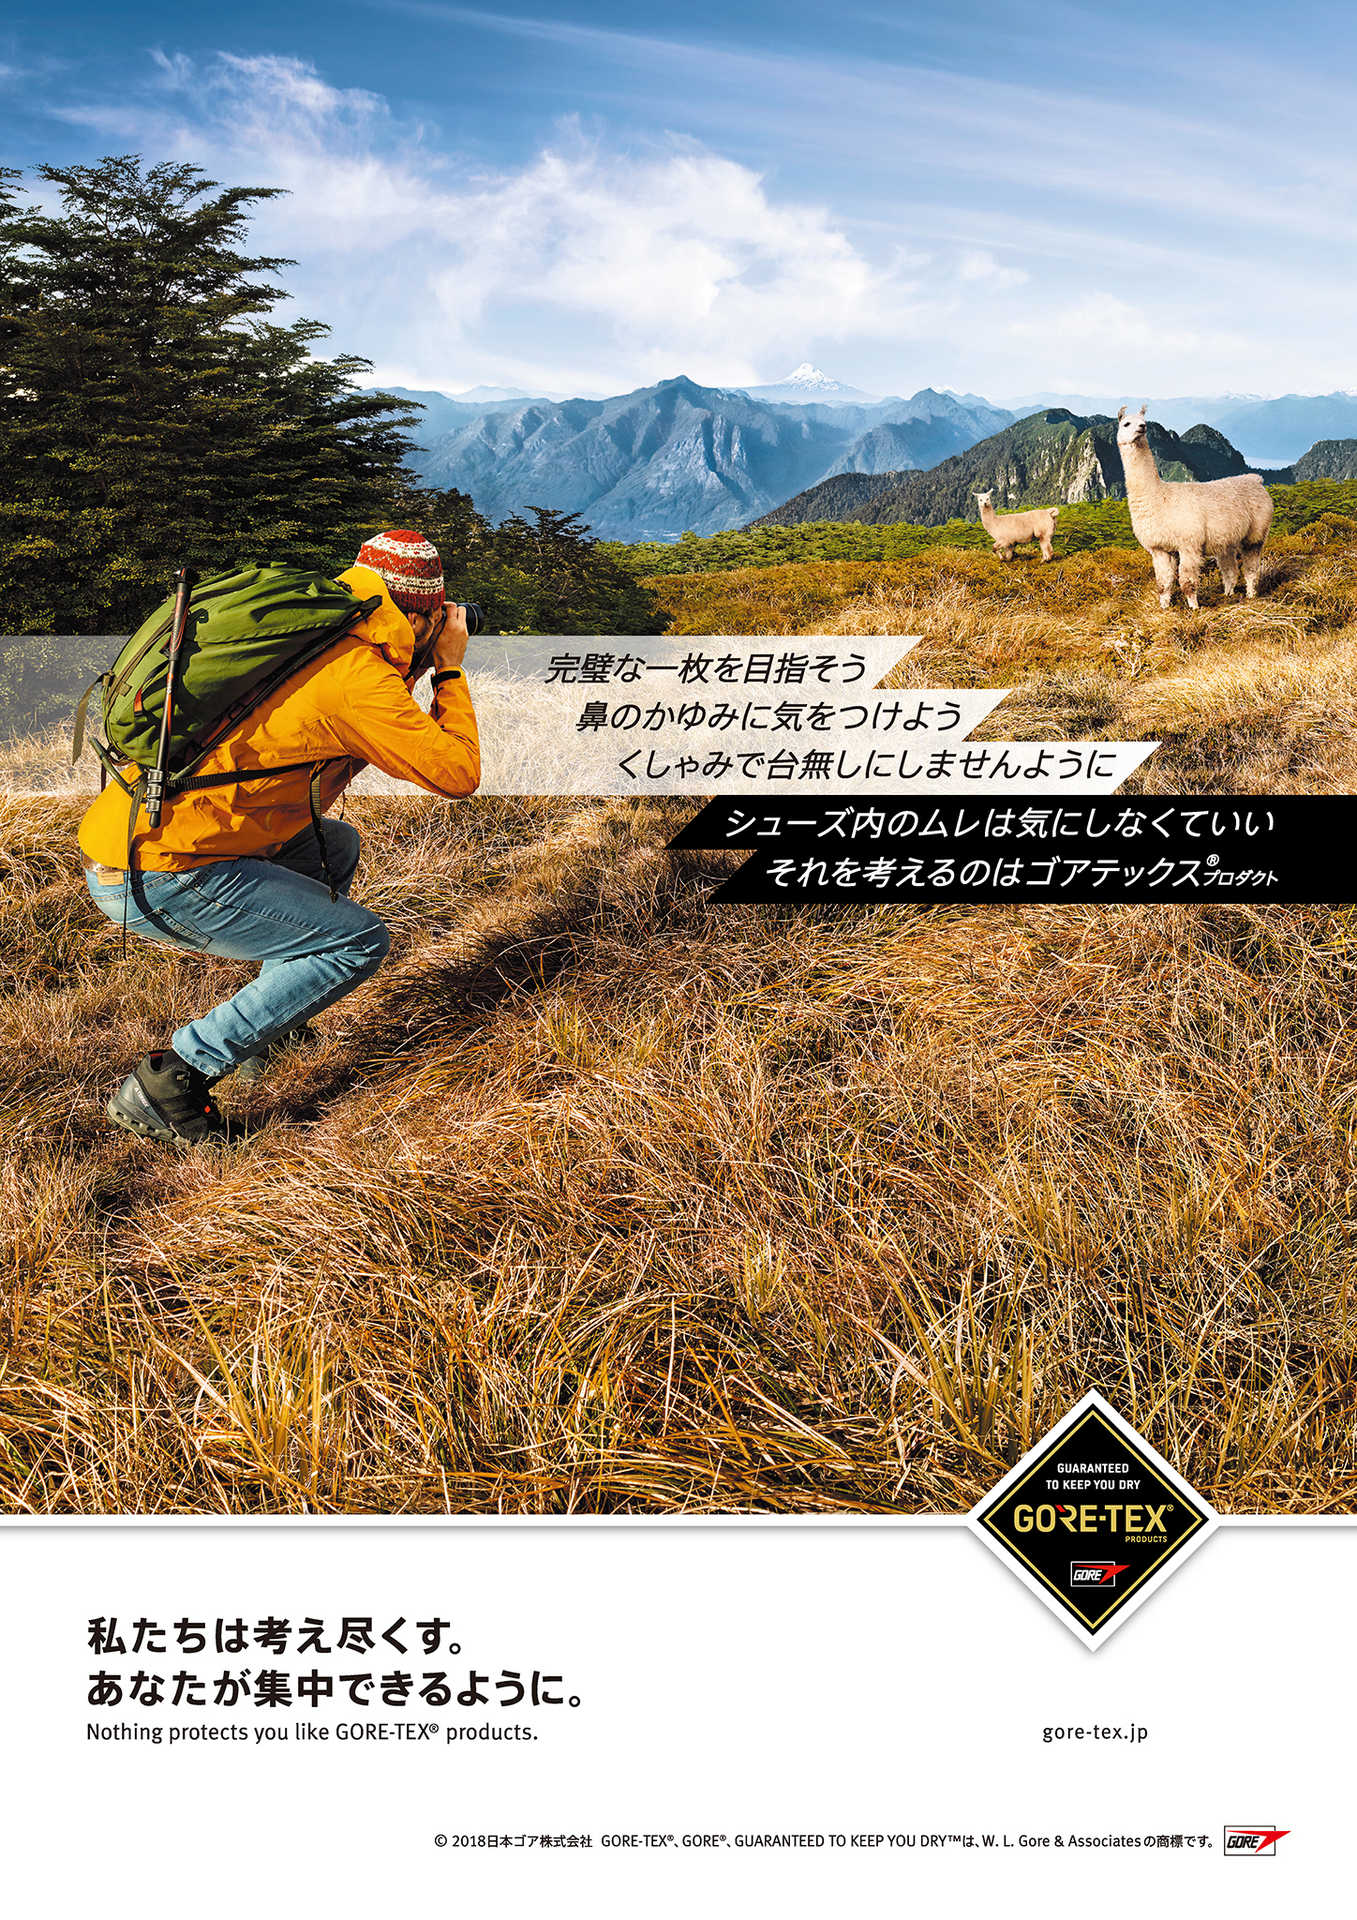 完璧な一枚を目指そう
鼻のかゆみに気をつけよう
くしゃみで台無しにしませんように
シューズ内のムレは気にしなくていい
それを考えるのはゴアテックス®プロダクト
GUARANTEED
TO KEEP YOU DRY
GORE-TEX®
PRODUCTS
GORE
私たちは考え尽くす。
あなたが集中できるように。
Nothing protects you like GORE-TEX® products.
gore-tex.jp
© 2018日本ゴア株式会社 GORE-TEX®、GORE®、GUARANTEED TO KEEP YOU DRY™は、W. L. Gore & Associatesの商標です。 GORE